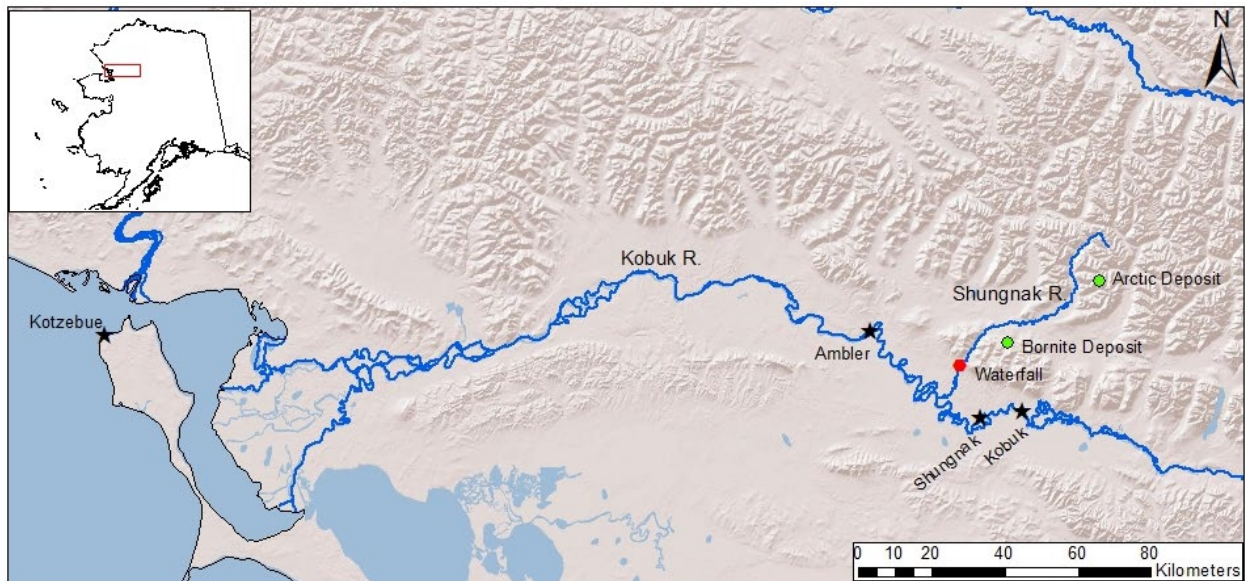 N
Kobuk R.
Shungnak R.
Arctic Deposit
Kotzebue
Bornite Deposit
Ambler
Waterfall
Shungnak
Kobuk
0 10 20 40 60 80
Kilometers